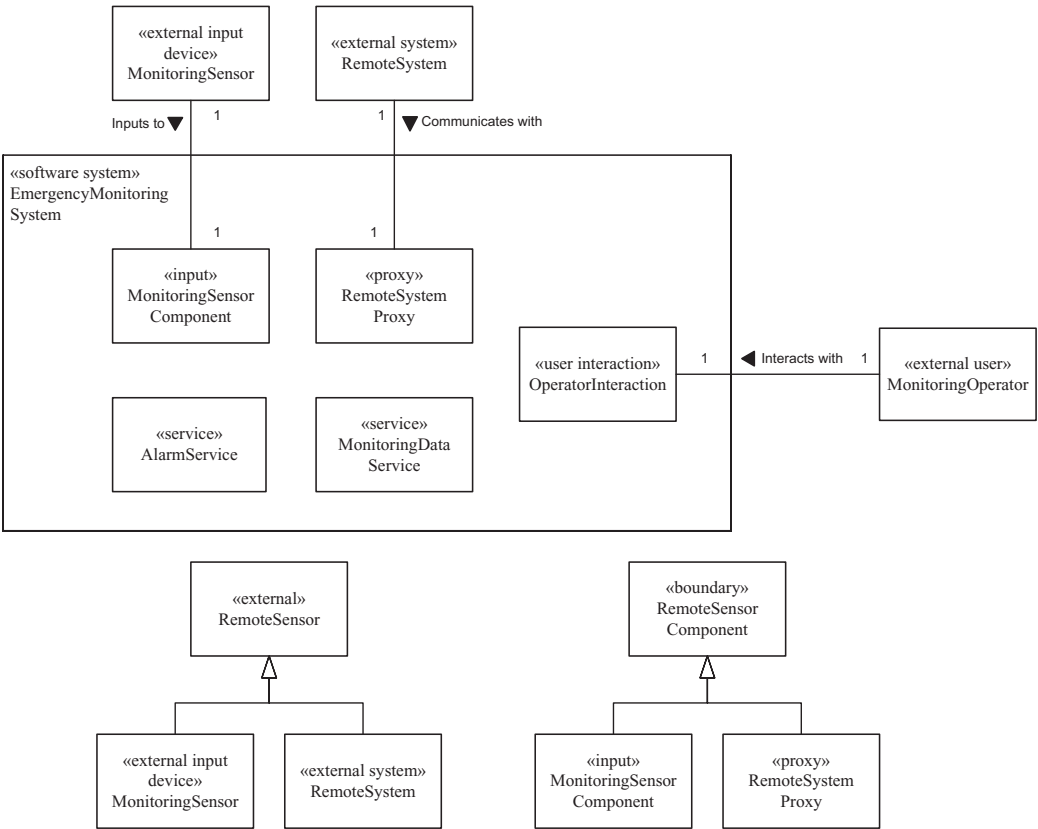 «external input
device»
MonitoringSensor
«external system»
RemoteSystem
Inputs to
1
1
Communicates with
«software system»
EmergencyMonitoring
System
1
1
«input»
MonitoringSensor
Component
«proxy»
RemoteSystem
Proxy
«user interaction»
OperatorInteraction
1
Interacts with
1
«external user»
MonitoringOperator
«service»
AlarmService
«service»
MonitoringData
Service
«external»
RemoteSensor
«boundary»
RemoteSensor
Component
«external input
device»
MonitoringSensor
«external system»
RemoteSystem
«input»
MonitoringSensor
Component
«proxy»
RemoteSystem
Proxy